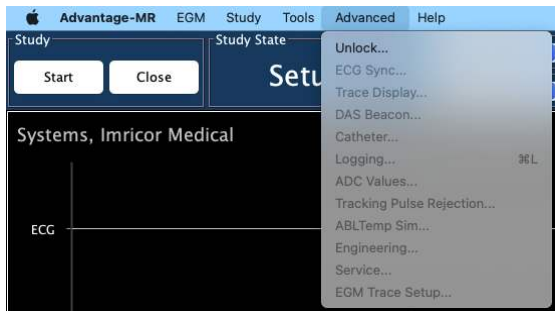 Advantage-MR EGM Study Tools Advanced Help
Study
Study State
Start Close
Setu
Unlock...
ECG Sync...
Trace Display...
DAS Beacon...
Catheter...
Logging... ⌘L
ADC Values...
Tracking Pulse Rejection...
ABLTemp Sim...
Engineering...
Service...
EGM Trace Setup...
Systems, Imricor Medical
ECG